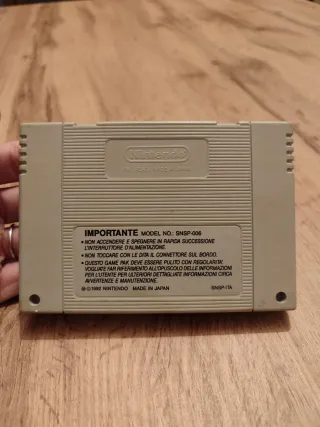 Nintendo
IMPORTANTE MODEL NO.: SNSP-006
• NON ACCENDERE E SPEGNERE IN RAPIDA SUCCESSIONE
L'INTERRUTTORE D'ALIMENTAZIONE.
• NON TOCCARE CON LE DITA IL CONNETTORE SUL BORDO.
• QUESTO GAME PAK DEVE ESSERE PULITO CON REGOLARITA:
VOGLIATE FAR RIFERIMENTO ALL'OPUSCOLO DELLE INFORMAZIONI
PER L'UTENTE PER ULTERIORI DETTAGLIATE INFORMAZIONI CIRCA
AVVERTENZE E MANUTENZIONE.
©1992 NINTENDO MADE IN JAPAN SNSP-ITA